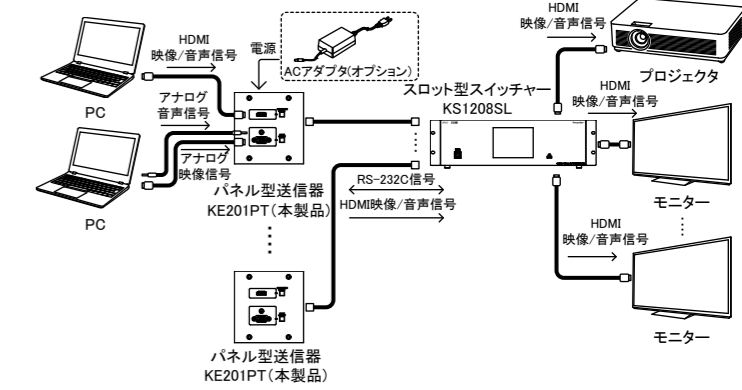 HDMI
映像/音声信号
電源
ACアダプタ(オプション)
HDMI
映像/音声信号
プロジェクタ
PC
アナログ
音声信号
アナログ
映像信号
PC
パネル型送信器
KE201PT(本製品)
スロット型スイッチャー
KS1208SL
HDMI
映像/音声信号
モニター
RS-232C信号
HDMI映像/音声信号
HDMI
映像/音声信号
モニター
パネル型送信器
KE201PT(本製品)